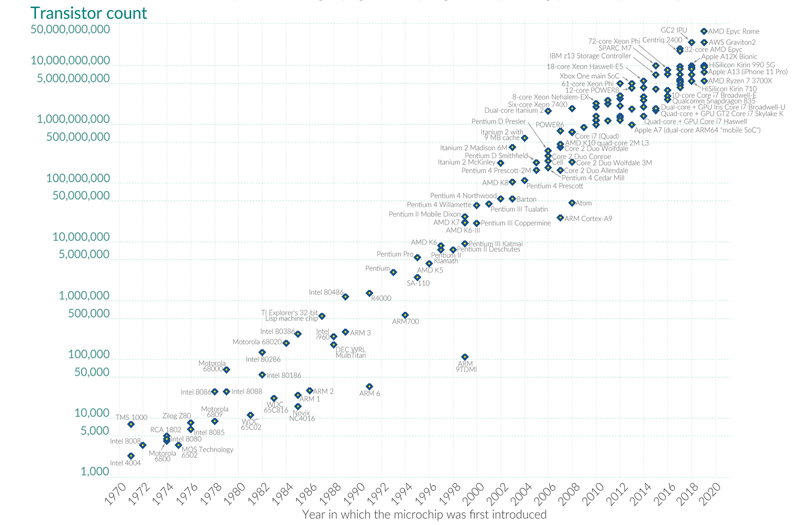 Transistor count
50,000,000,000
10,000,000,000
5,000,000,000
1,000,000,000
500,000,000
100,000,000
50,000,000
10,000,000
5,000,000
1,000,000
500,000
100,000
50,000
10,000
5,000
1,000
GC2 IPU
AMD Epyc Rome
72-core Xeon Phi
Centriq 2400
AWS Graviton2
SPARC M7
32-core AMD Epyc
IBM z13 Storage Controller
Apple A12X Bionic
18-core Xeon Haswell-E5
HiSilicon Kirin 990 5G
Xbox One main SoC
Apple A13 (iPhone 11 Pro)
61-core Xeon Phi
AMD Ryzen 7 3700X
12-core POWER8
HiSilicon Kirin 710
8-core Xeon Nehalem-EX
10-core Core i7 Broadwell-E
Six-core Xeon 7400
Qualcomm Snapdragon 835
Dual-core Itanium 2
Dual-core + GPU Iris Core i7 Broadwell-U
Quad-core + GPU GT2 Core i7 Skylake K
Pentium D Presler
POWER6
Quad-core + GPU Core i7 Haswell
Itanium 2 with
9 MB cache
Core i7 (Quad)
Apple A7 (dual-core ARM64 "mobile SoC")
AMD K10 quad-core 2M L3
Itanium 2 Madison 6M
Core 2 Duo Wolfdale
Pentium D Smithfield
Core 2 Duo Conroe
Itanium 2 McKinley
Cell
Core 2 Duo Wolfdale 3M
Pentium 4 Prescott-2M
Core 2 Duo Allendale
Pentium 4 Cedar Mill
AMD K8
Pentium 4 Prescott
Pentium 4 Northwood
Barton
Atom
Pentium 4 Willamette
Pentium III Tualatin
Pentium II Mobile Dixon
ARM Cortex-A9
AMD K7
Pentium III Coppermine
AMD K6-III
AMD K6
Pentium III Katmai
Pentium II Deschutes
Pentium Pro
Pentium II
Klamath
Pentium
AMD K5
SA-110
Intel 80486
R4000
TI Explorer's 32-bit
Lisp machine chip
ARM700
Intel 80386
Intel
i960
ARM 3
Motorola 68020
DEC WRL
MultiTitan
Intel 80286
ARM
9TDMI
Motorola
68000
Intel 80186
Intel 8086
Intel 8088
ARM 2
ARM 6
WDC
65C816
ARM 1
Novix
NC4016
TMS 1000
Zilog Z80
Motorola
6809
WDC
65C02
RCA 1802
Intel 8085
Intel 8008
Intel 8080
MOS Technology
6502
Motorola
6800
Intel 4004
1970
1972
1974
1976
1978
1980
1982
1984
1986
1988
1990
1992
1994
1996
1998
2000
2002
2004
2006
2008
2010
2012
2014
2016
2018
2020
Year in which the microchip was first introduced